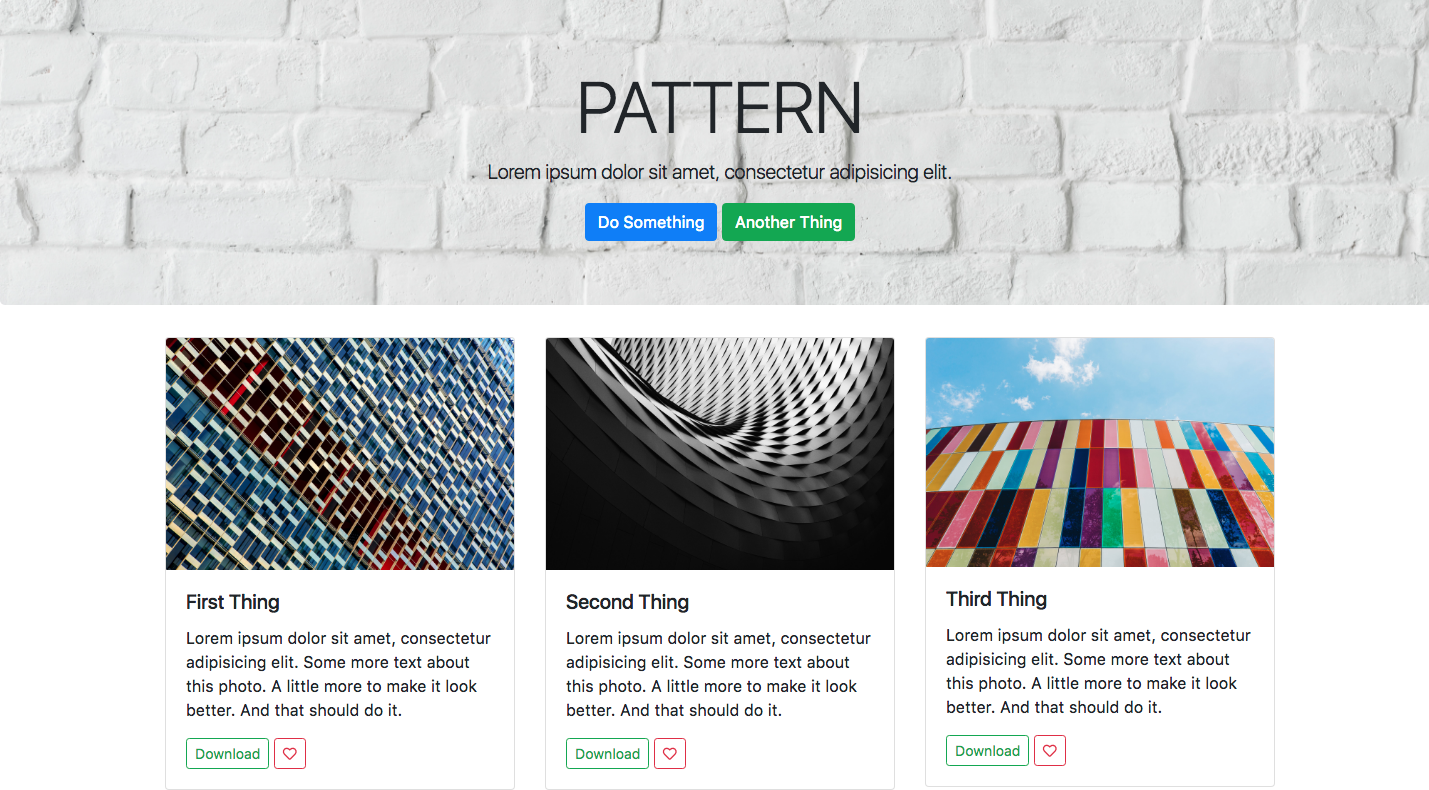 PATTERN
Lorem ipsum dolor sit amet, consectetur adipisicing elit.
Do Something
Another Thing
First Thing
Lorem ipsum dolor sit amet, consectetur
adipisicing elit. Some more text about
this photo. A little more to make it look
better. And that should do it.
Download
Second Thing
Lorem ipsum dolor sit amet, consectetur
adipisicing elit. Some more text about
this photo. A little more to make it look
better. And that should do it.
Download
Third Thing
Lorem ipsum dolor sit amet, consectetur
adipisicing elit. Some more text about
this photo. A little more to make it look
better. And that should do it.
Download